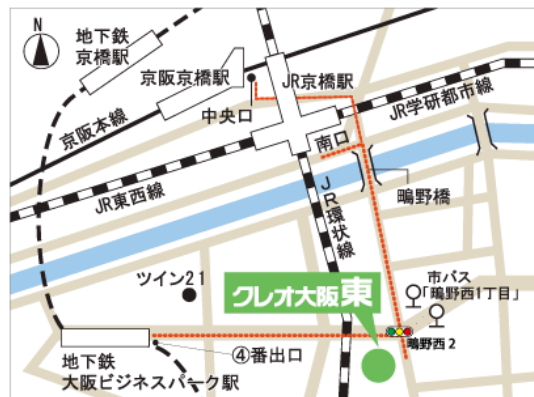 N
地下鉄
京橋駅
京阪京橋駅
JR京橋駅
中央口
京阪本線
JR学研都市線
南口
JR東西線
鴫野橋
JR環状線
ツイン21
クレオ大阪東
市バス
「鴫野西1丁目」
鴫野西2
④番出口
地下鉄
大阪ビジネスパーク駅